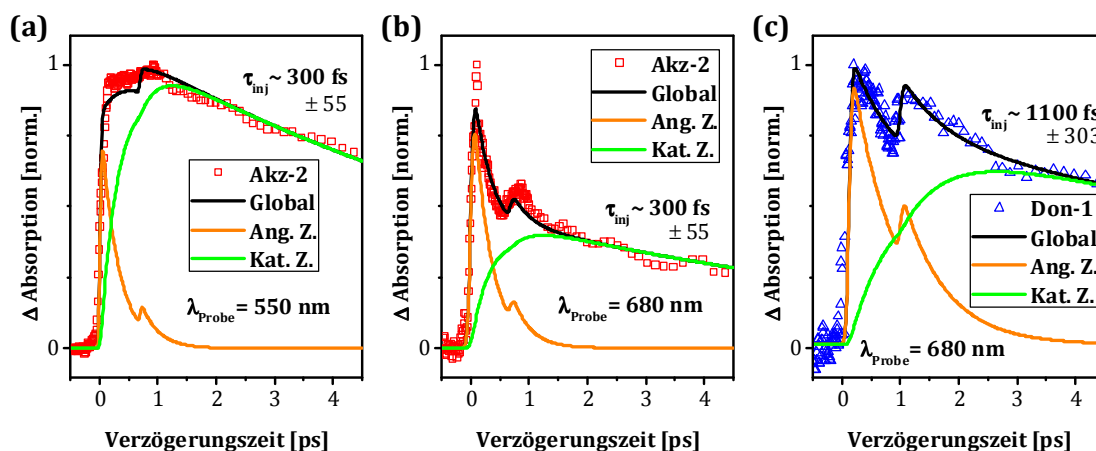 (a)
Δ Absorption [norm.]
1
0
τinj~ 300 fs
± 55
Akz-2
Global
Ang. Z.
Kat. Z.
λProbe= 550 nm
0 1 2 3 4
Verzögerungszeit [ps]
(b)
Δ Absorption [norm.]
1
0
Akz-2
Global
Ang. Z.
Kat. Z.
τinj~ 300 fs
± 55
λProbe= 680 nm
0 1 2 3 4
Verzögerungszeit [ps]
(c)
Δ Absorption [norm.]
1
0
τinj~ 1100 fs
± 303
Don-1
Global
Ang. Z.
Kat. Z.
λProbe= 680 nm
0 1 2 3 4
Verzögerungszeit [ps]